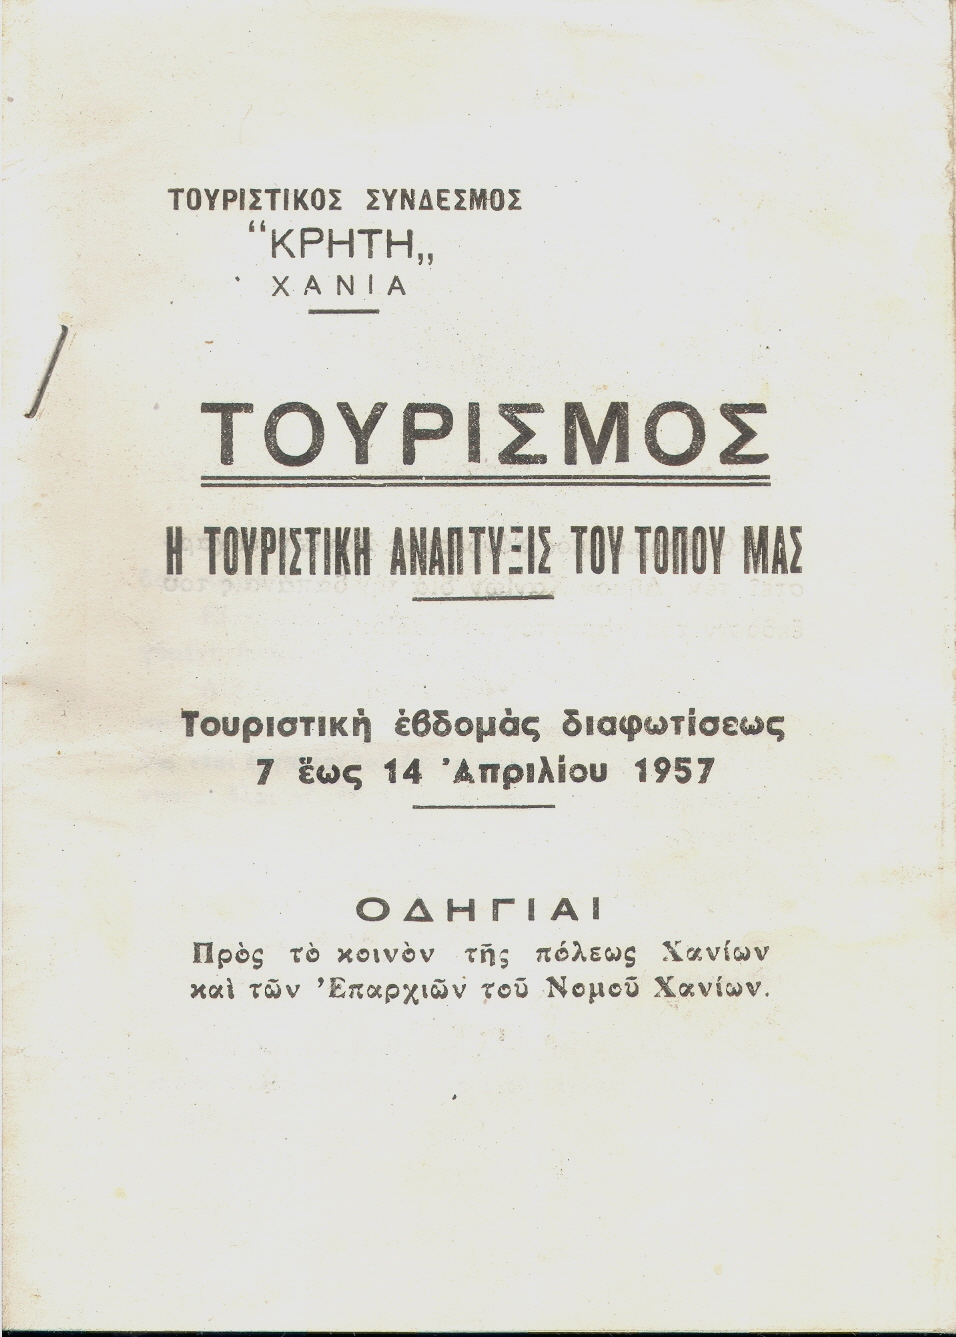 ΤΟΥΡΙΣΤΙΚΟΣ ΣΥΝΔΕΣΜΟΣ
“ΚΡΗΤΗ„
ΧΑΝΙΑ
ΤΟΥΡΙΣΜΟΣ
Η ΤΟΥΡΙΣΤΙΚΗ ΑΝΑΠΤΥΞΙΣ ΤΟΥ ΤΟΠΟΥ ΜΑΣ
Τουριστικὴ ἑβδομὰς διαφωτίσεως
7 ἕως 14 Ἀπριλίου 1957
ΟΔΗΓΙΑΙ
Πρὸς τὸ κοινὸν τῆς πόλεως Χανίων
καὶ τῶν Ἐπαρχιῶν τοῦ Νομοῦ Χανίων.